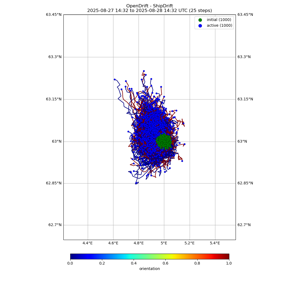 OpenDrift - ShipDrift
2025-08-27 14:32 to 2025-08-28 14:32 UTC (25 steps)
63.45°N
63.45°N
initial (1000)
active (1000)
63.3°N
63.3°N
63.15°N
63.15°N
63°N
63°N
62.85°N
62.85°N
62.7°N
62.7°N
4.4°E
4.6°E
4.8°E
5°E
5.2°E
5.4°E
0.0
0.2
0.4
0.6
0.8
1.0
orientation